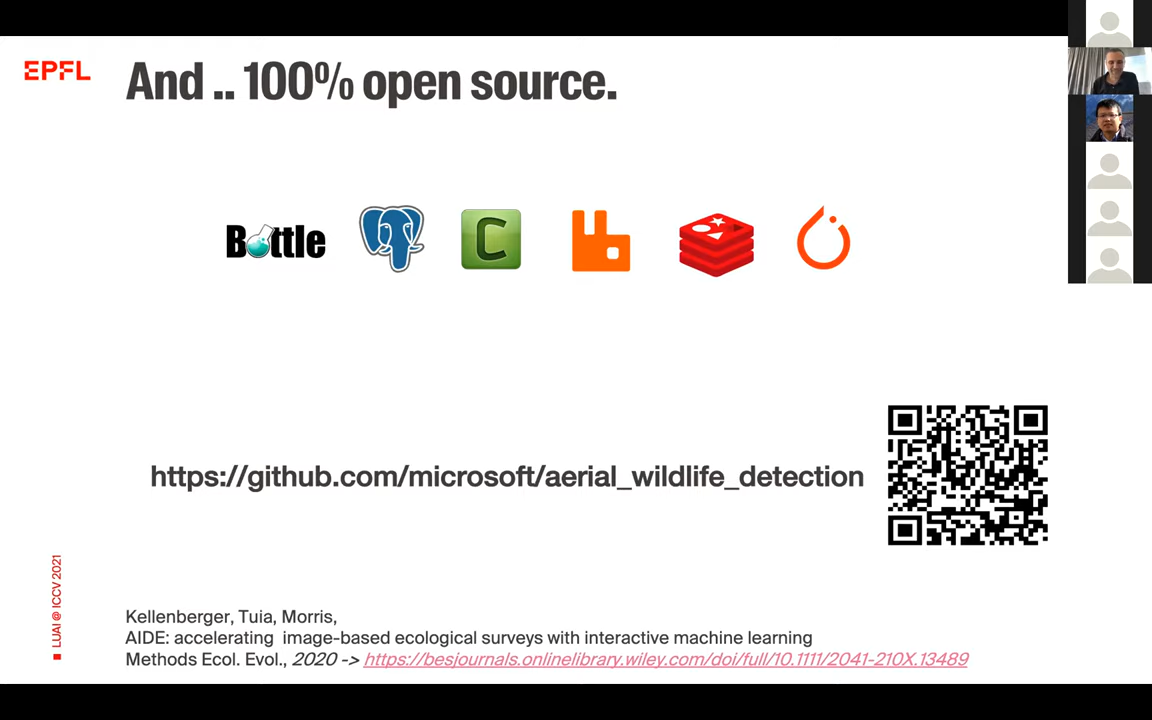 EPFL
And .. 100% open source.
Bottle
C
https://github.com/microsoft/aerial_wildlife_detection
LUAI @ ICCV 2021
Kellenberger, Tuia, Morris,
AIDE: accelerating image-based ecological surveys with interactive machine learning
Methods Ecol. Evol., 2020 -> https://besjournals.onlinelibrary.wiley.com/doi/full/10.1111/2041-210X.13489